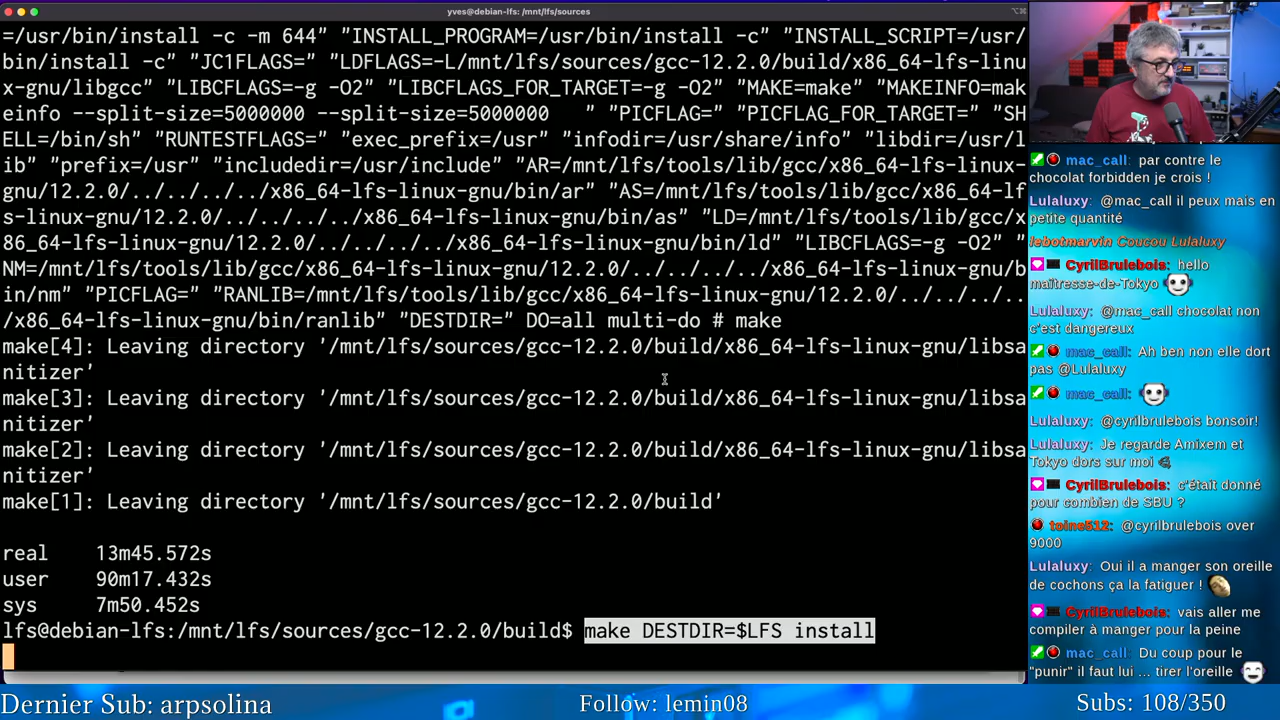 yves@debian-lfs: /mnt/lfs/sources
=/usr/bin/install -c -m 644" "INSTALL_PROGRAM=/usr/bin/install -c" "INSTALL_SCRIPT=/usr/
bin/install -c" "JC1FLAGS=" "LDFLAGS=-L/mnt/lfs/sources/gcc-12.2.0/build/x86_64-lfs-linu
x-gnu/libgcc" "LIBCFLAGS=-g -O2" "LIBCFLAGS_FOR_TARGET=-g -O2" "MAKE=make" "MAKEINFO=mak
einfo --split-size=5000000 --split-size=5000000    " "PICFLAG=" "PICFLAG_FOR_TARGET=" "SH
ELL=/bin/sh" "RUNTESTFLAGS=" "exec_prefix=/usr" "infodir=/usr/share/info" "libdir=/usr/l
ib" "prefix=/usr" "includedir=/usr/include" "AR=/mnt/lfs/tools/lib/gcc/x86_64-lfs-linux-
gnu/12.2.0/../../../../x86_64-lfs-linux-gnu/bin/ar" "AS=/mnt/lfs/tools/lib/gcc/x86_64-lf
s-linux-gnu/12.2.0/../../../../x86_64-lfs-linux-gnu/bin/as" "LD=/mnt/lfs/tools/lib/gcc/x
86_64-lfs-linux-gnu/12.2.0/../../../../x86_64-lfs-linux-gnu/bin/ld" "LIBCFLAGS=-g -O2" "
NM=/mnt/lfs/tools/lib/gcc/x86_64-lfs-linux-gnu/12.2.0/../../../../x86_64-lfs-linux-gnu/b
in/nm" "PICFLAG=" "RANLIB=/mnt/lfs/tools/lib/gcc/x86_64-lfs-linux-gnu/12.2.0/../../../..
/x86_64-lfs-linux-gnu/bin/ranlib" "DESTDIR=" DO=all multi-do # make
make[4]: Leaving directory '/mnt/lfs/sources/gcc-12.2.0/build/x86_64-lfs-linux-gnu/libsa
nitizer'
make[3]: Leaving directory '/mnt/lfs/sources/gcc-12.2.0/build/x86_64-lfs-linux-gnu/libsa
nitizer'
make[2]: Leaving directory '/mnt/lfs/sources/gcc-12.2.0/build/x86_64-lfs-linux-gnu/libsa
nitizer'
make[1]: Leaving directory '/mnt/lfs/sources/gcc-12.2.0/build'
real    13m45.572s
user    90m17.432s
sys     7m50.452s
lfs@debian-lfs:/mnt/lfs/sources/gcc-12.2.0/build$ make DESTDIR=$LFS install
mac_call: par contre le
chocolat forbidden je crois !
Lulaluxy: @mac_call il peux mais en
petite quantité
lebotmarvin Coucou Lulaluxy
CyrilBrulebois: hello
maîtresse-de-Tokyo
Lulaluxy: @mac_call chocolat non
c'est dangereux
mac_call: Ah ben non elle dort
pas @Lulaluxy
mac_call:
Lulaluxy: @cyrilbrulebois bonsoir!
Lulaluxy: Je regarde Amixem et
Tokyo dors sur moi
CyrilBrulebois: c'était donné
pour combien de SBU ?
toine512: @cyrilbrulebois over
9000
Lulaluxy: Oui il a manger son oreille
de cochons ça la fatiguer !
CyrilBrulebois: vais aller me
compiler à manger pour la peine
mac_call: Du coup pour le
"punir" il faut lui ... tirer l'oreille
Dernier Sub: arpsolina
Follow: lemin08
Subs: 108/350